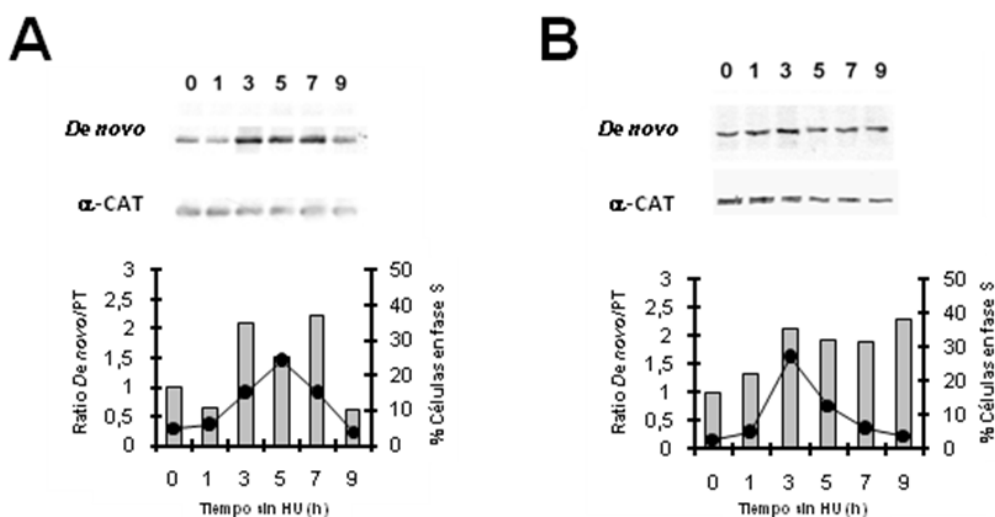 A
0 1 3 5 7 9
De novo
α-CAT
Ratio De novo/PT
3
2,5
2
1,5
1
0,5
0
50
40
30
20
10
0
% Células en fase S
0 1 3 5 7 9
Tiempo sin HU (h)
B
0 1 3 5 7 9
De novo
α-CAT
Ratio De novo/PT
3
2,5
2
1,5
1
0,5
0
50
40
30
20
10
0
% Células en fase S
0 1 3 5 7 9
Tiempo sin HU (h)